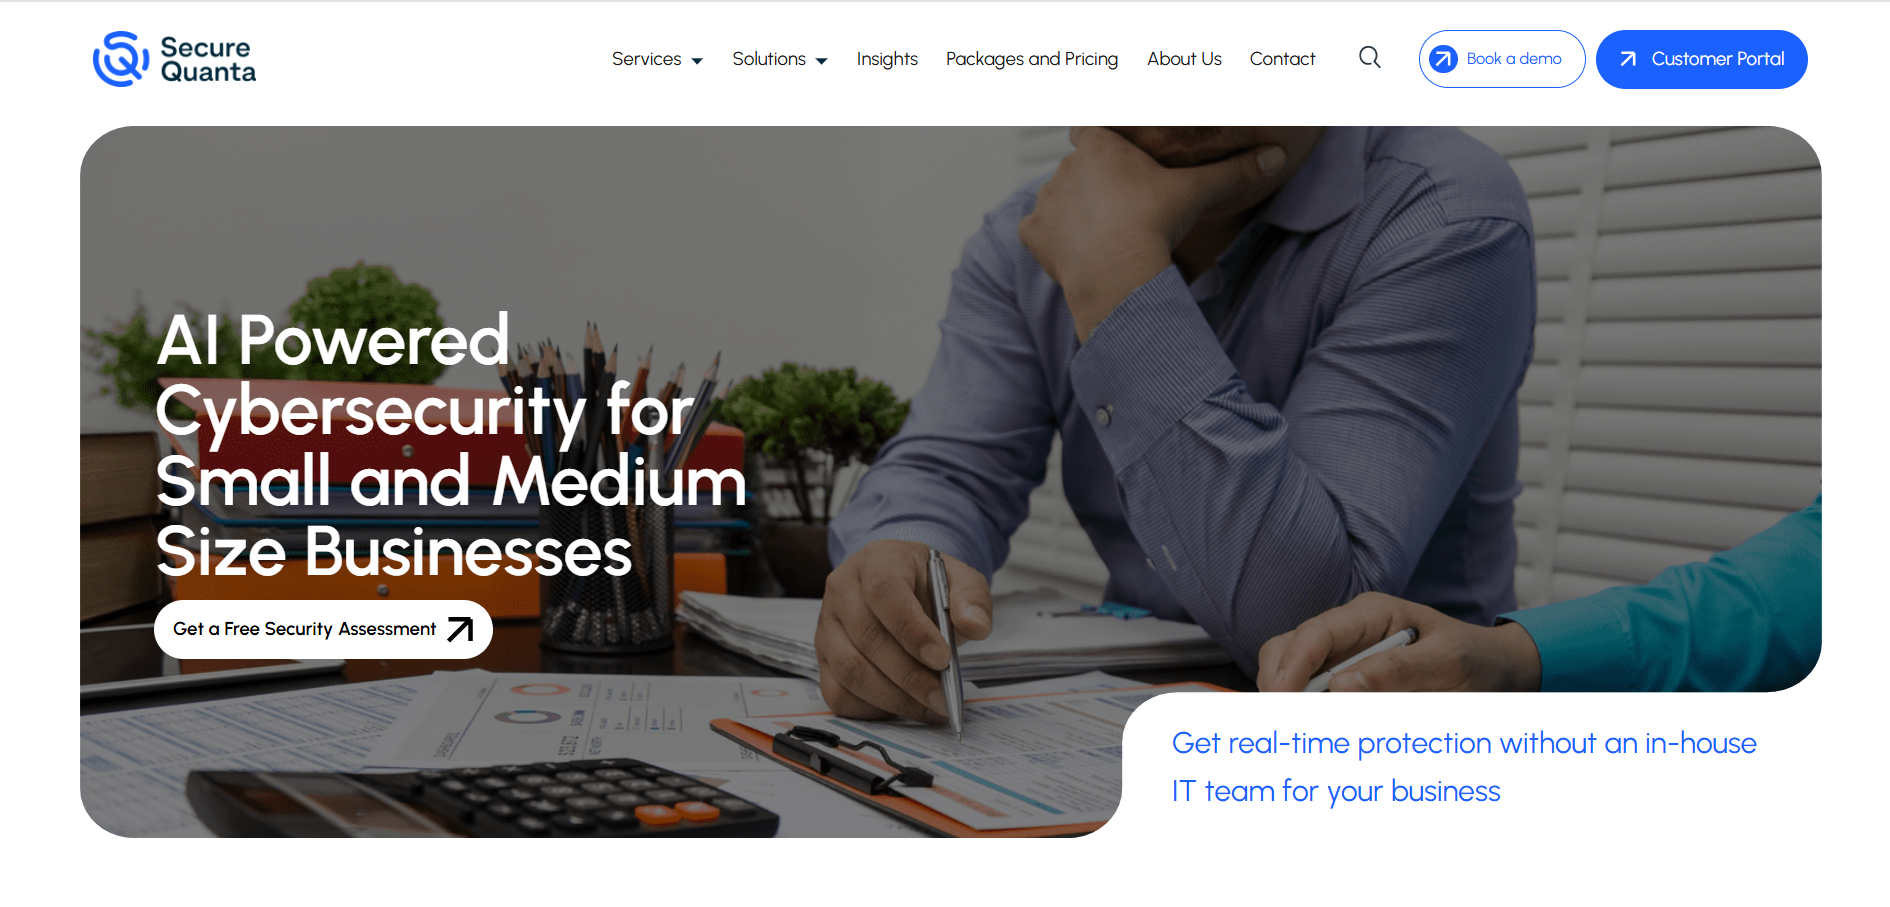 Secure
Quanta
Services
Solutions
Insights
Packages and Pricing
About Us
Contact
Book a demo
Customer Portal
AI Powered
Cybersecurity for
Small and Medium
Size Businesses
Get a Free Security Assessment
Get real-time protection without an in-house
IT team for your business